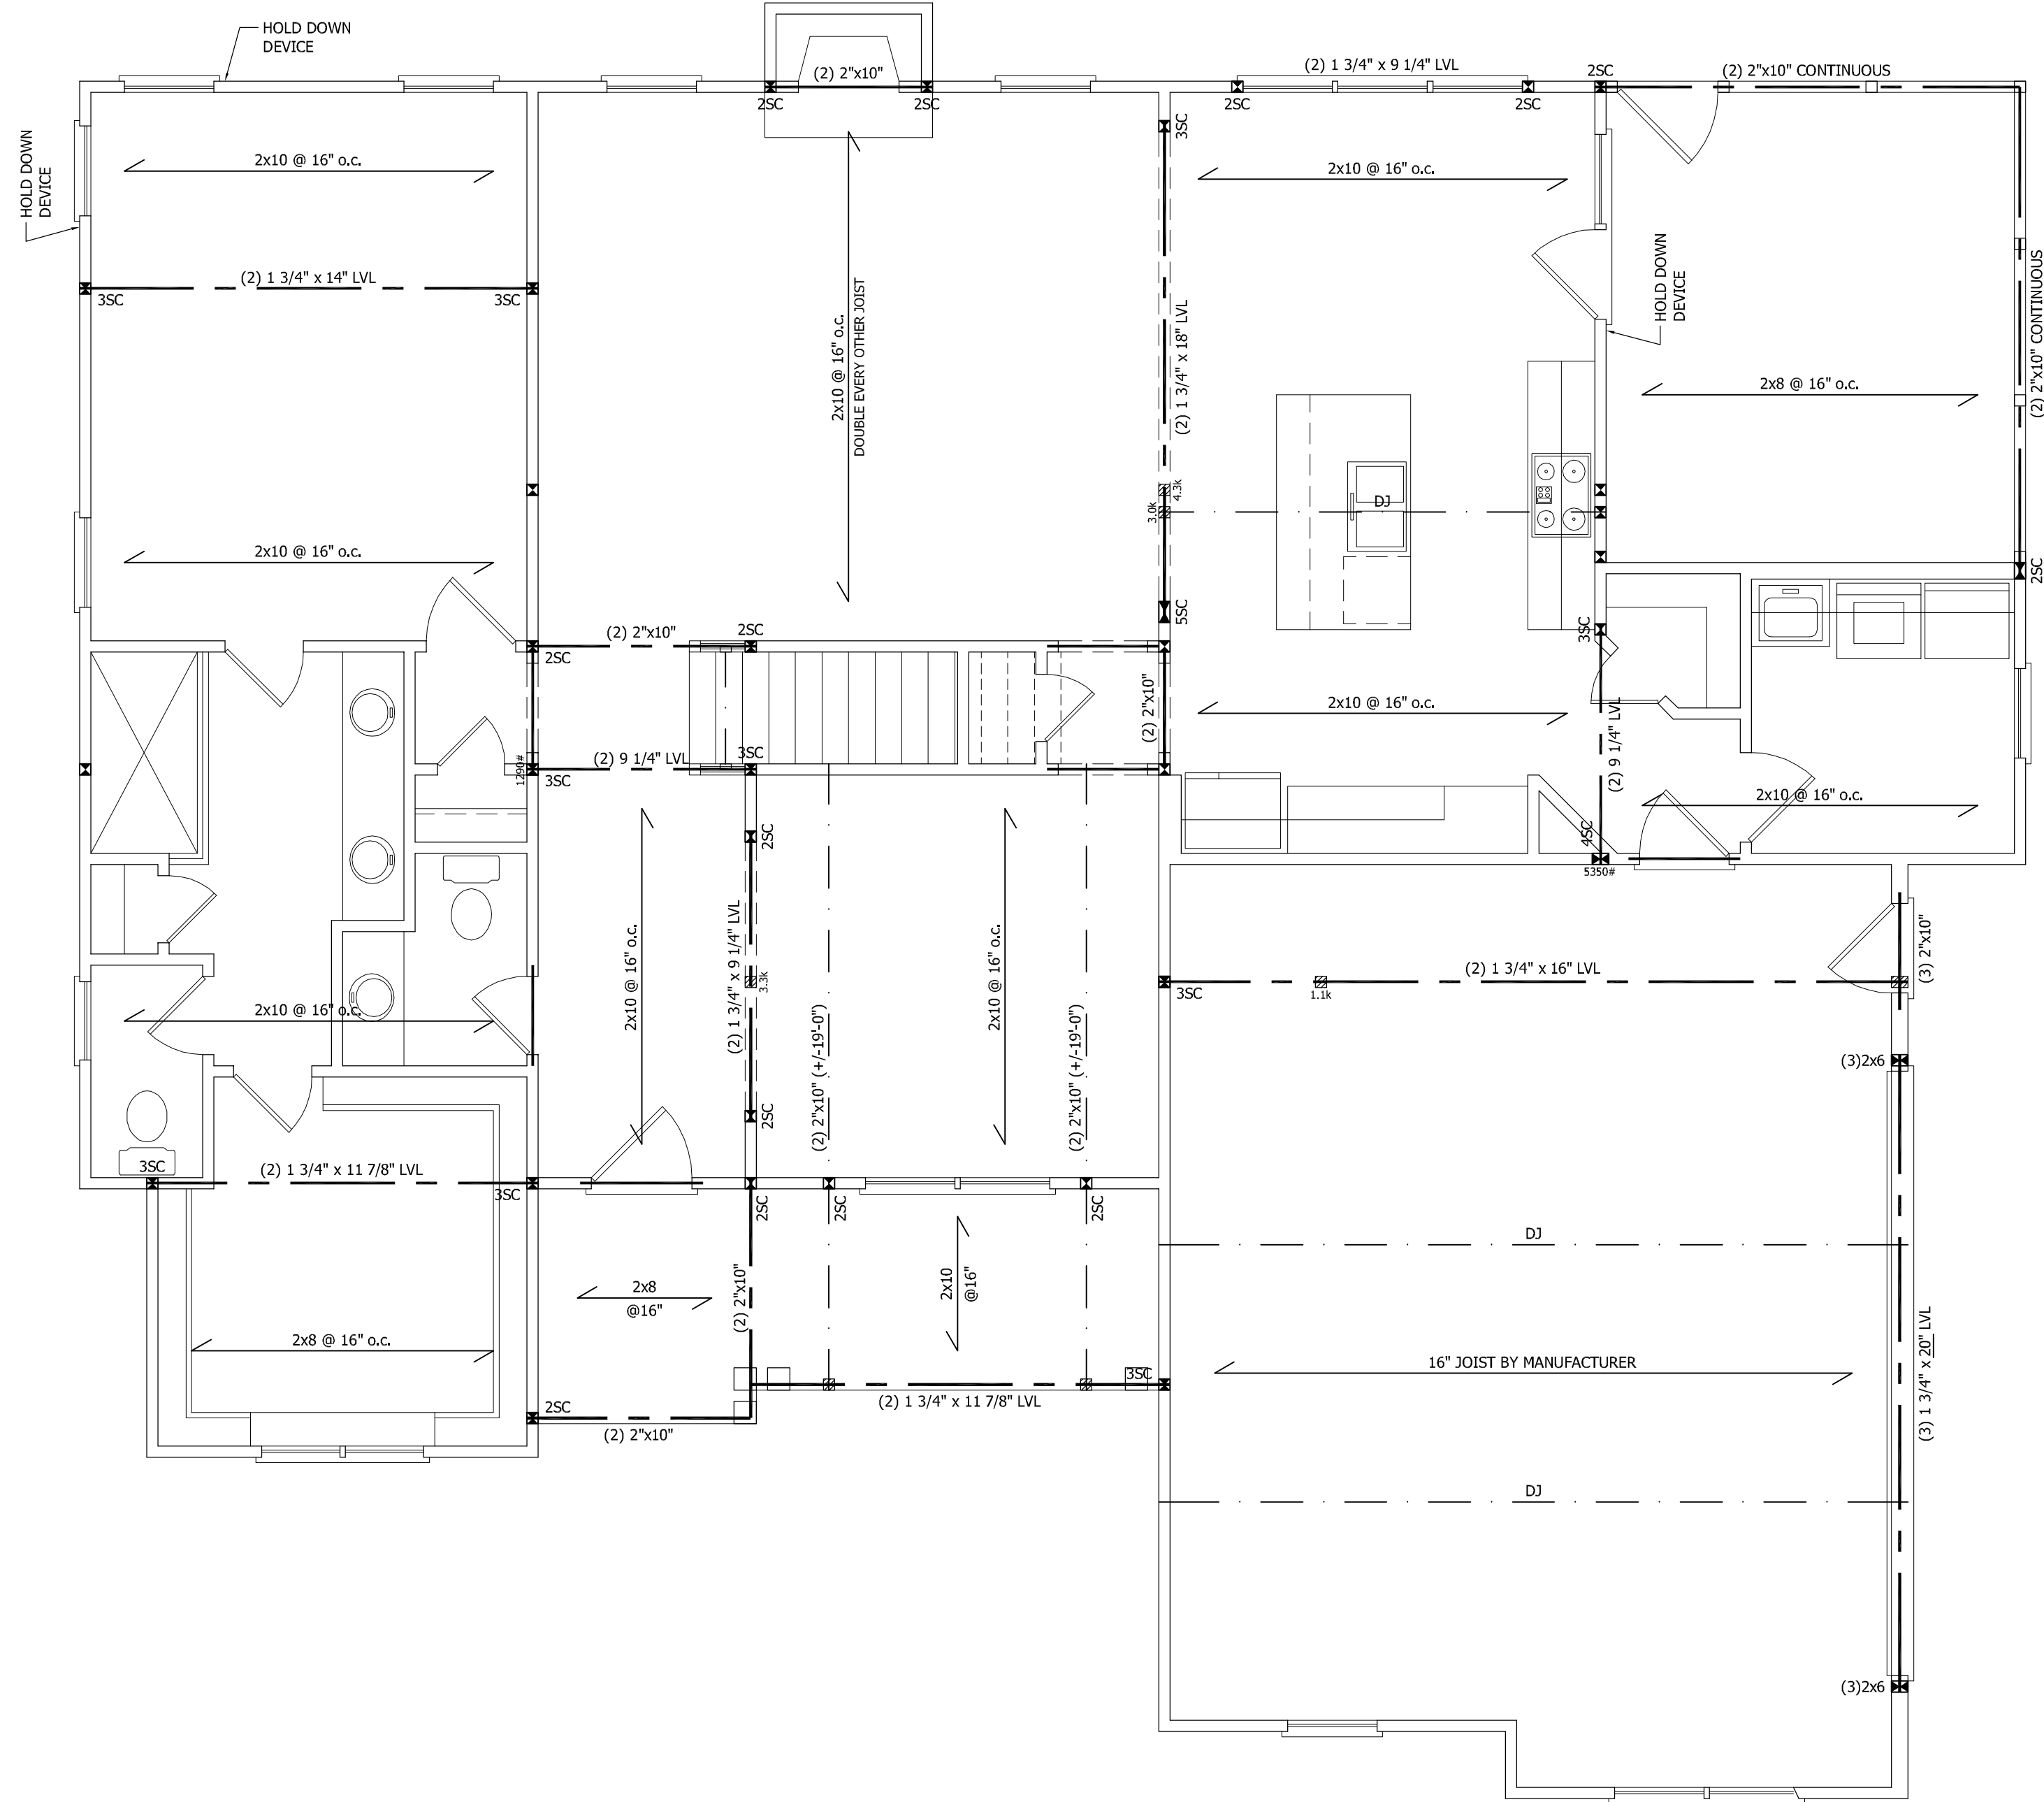 HOLD DOWN
DEVICE
(2) 2"x10"
(2) 1 3/4" x 9 1/4" LVL
2SC
(2) 2"x10" CONTINUOUS
2SC
2SC
2SC
2SC
3SC
HOLD DOWN
DEVICE
2x10 @ 16" o.c.
2x10 @ 16" o.c.
(2) 1 3/4" x 14" LVL
3SC
3SC
2x10 @ 16" o.c.
DOUBLE EVERY OTHER JOIST
(2) 1 3/4" x 18" LVL
HOLD DOWN
DEVICE
(2) 2"x10" CONTINUOUS
2x8 @ 16" o.c.
4.3k
3.0k
DJ
2x10 @ 16" o.c.
5SC
2SC
3SC
(2) 2"x10"
2SC
2SC
(2) 2"x10"
2x10 @ 16" o.c.
(2) 9 1/4" LVL
(2) 9 1/4" LVL
3SC
3SC
1290#
2x10 @ 16" o.c.
2SC
4SC
5350#
2x10 @ 16" o.c.
(2) 1 3/4" x 9 1/4" LVL
3.3k
2x10 @ 16" o.c.
(2) 2"x10" (+/-19'-0")
(2) 2"x10" (+/-19'-0")
(2) 1 3/4" x 16" LVL
3SC
1.1k
(3) 2"x10"
2x10 @ 16" o.c.
(3)2x6
2SC
3SC
(2) 1 3/4" x 11 7/8" LVL
3SC
2SC
2SC
2SC
DJ
2x8
@16"
(2) 2"x10"
2x10
@16"
2x8 @ 16" o.c.
16" JOIST BY MANUFACTURER
(3) 1 3/4" x 20" LVL
3SC
(2) 1 3/4" x 11 7/8" LVL
2SC
(2) 2"x10"
DJ
(3)2x6